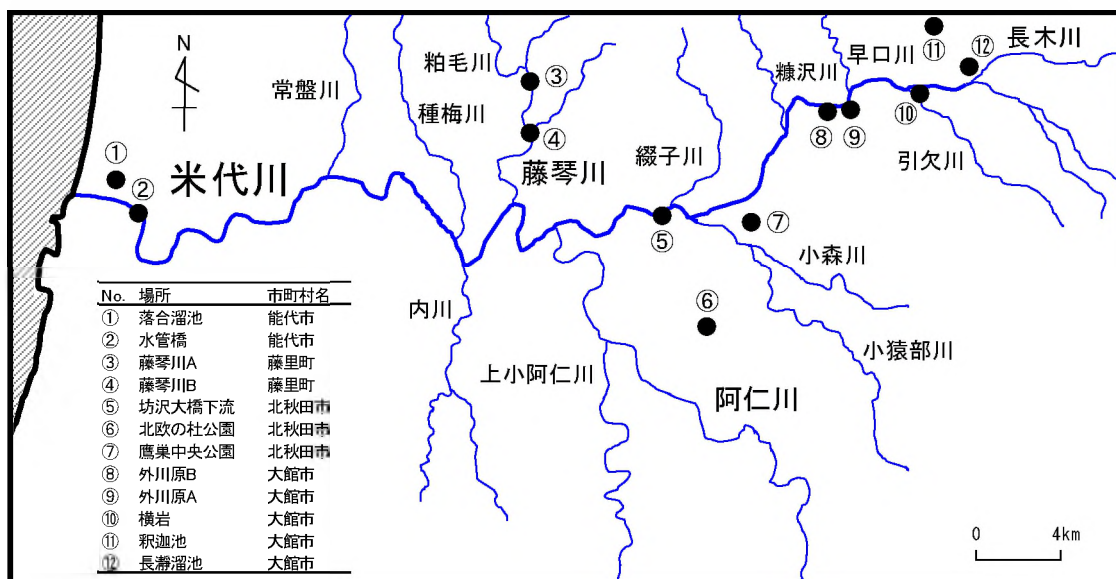 N
常盤川
粕毛川
種梅川
藤琴川
綴子川
糠沢川
早口川
長木川
引欠川
米代川
小森川
小猿部川
阿仁川
上小阿仁川
内川
①
②
③
④
⑤
⑥
⑦
⑧
⑨
⑩
⑪
⑫
No. 場所 市町村名
① 落合溜池 能代市
② 水管橋 能代市
③ 藤琴川A 藤里町
④ 藤琴川B 藤里町
⑤ 坊沢大橋下流 北秋田市
⑥ 北欧の杜公園 北秋田市
⑦ 鷹巣中央公園 北秋田市
⑧ 外川原B 大館市
⑨ 外川原A 大館市
⑩ 横岩 大館市
⑪ 釈迦池 大館市
⑫ 長瀞溜池 大館市
0 4km